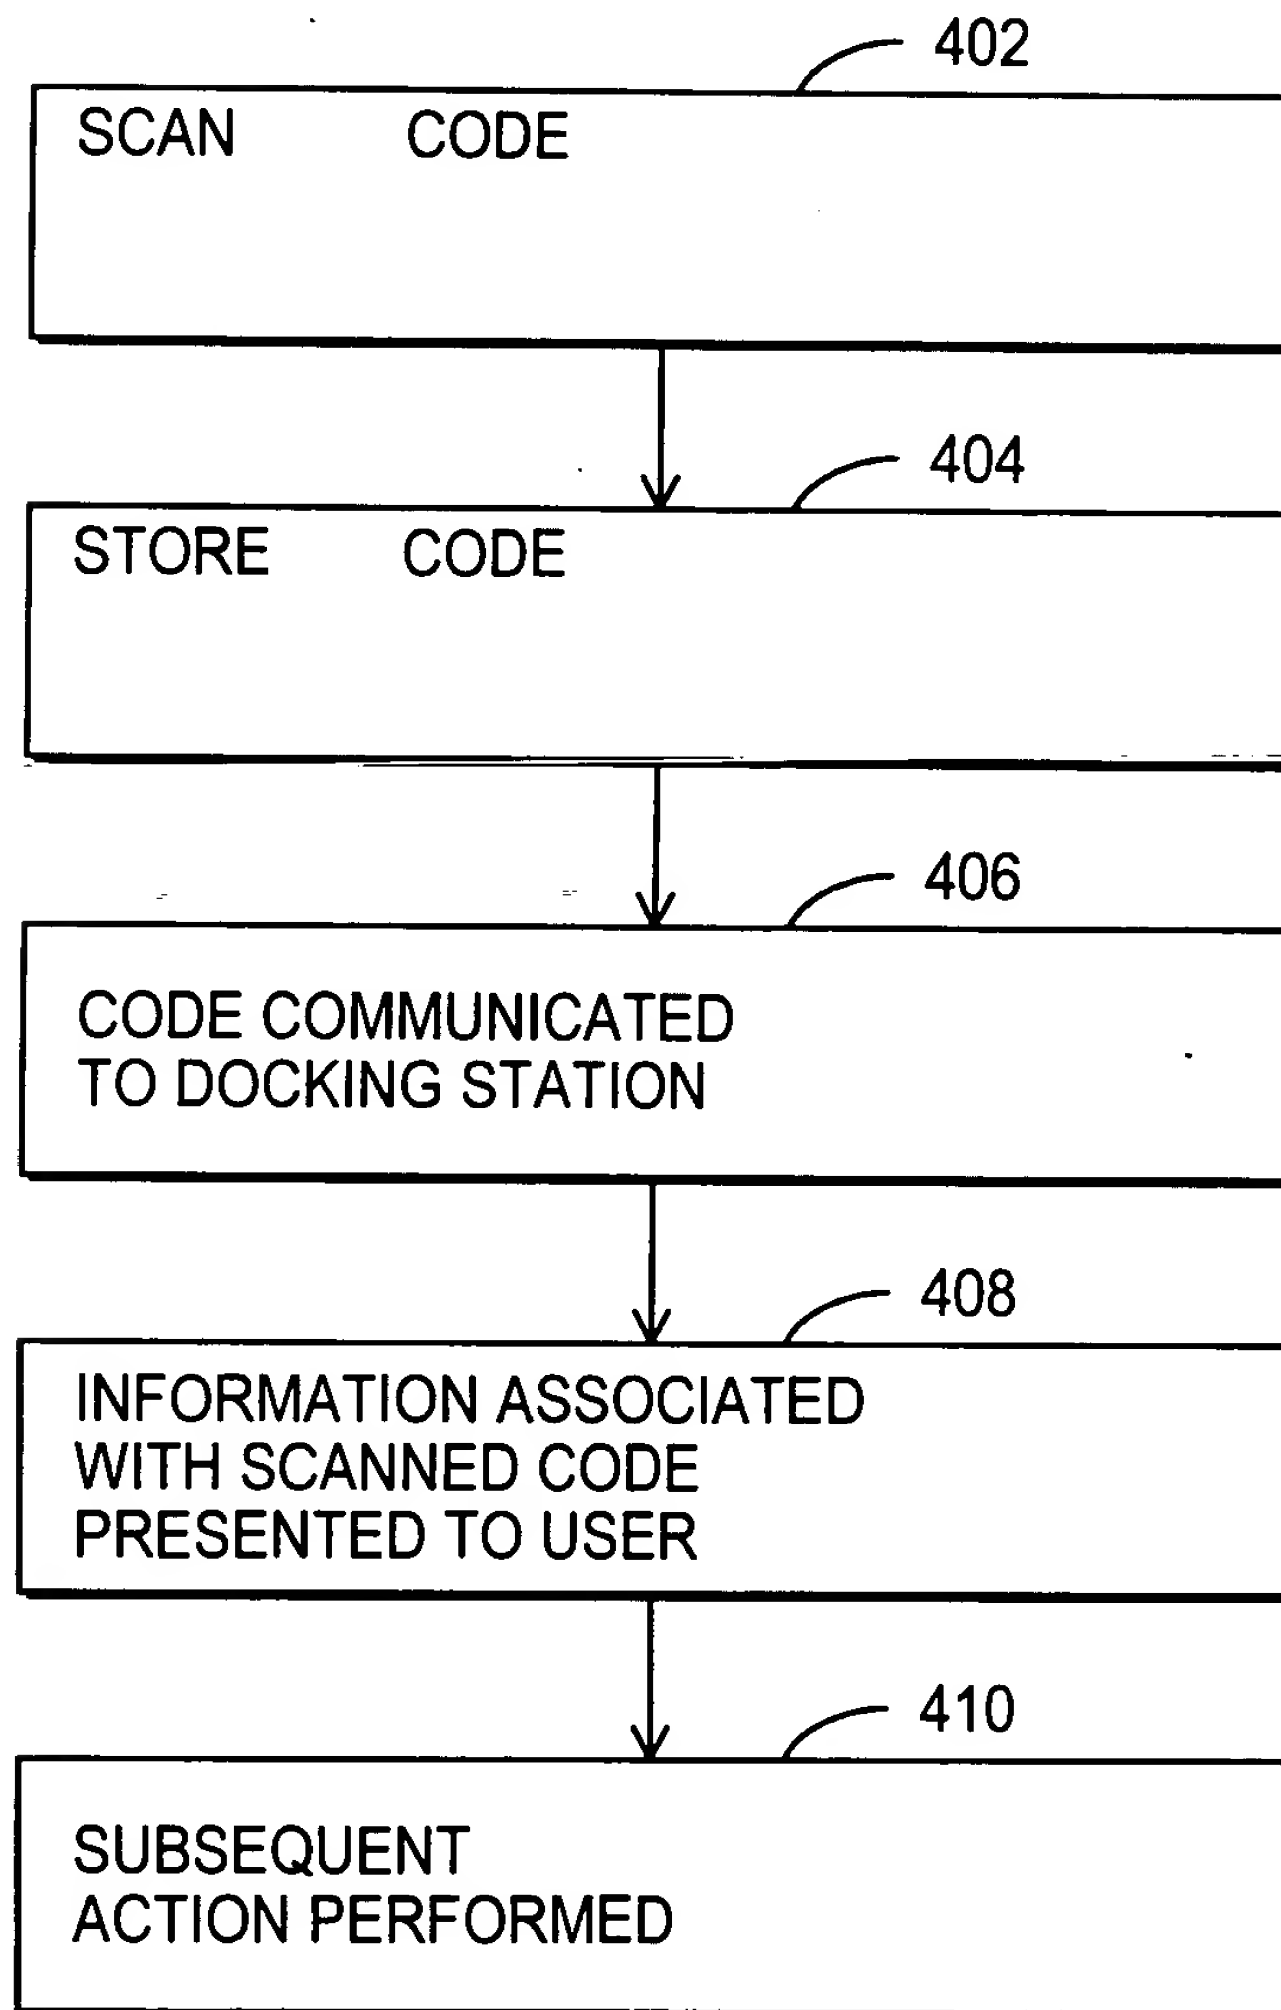 402
SCAN CODE
404
STORE CODE
406
CODE COMMUNICATED
TO DOCKING STATION
408
INFORMATION ASSOCIATED
WITH SCANNED CODE
PRESENTED TO USER
410
SUBSEQUENT
ACTION PERFORMED